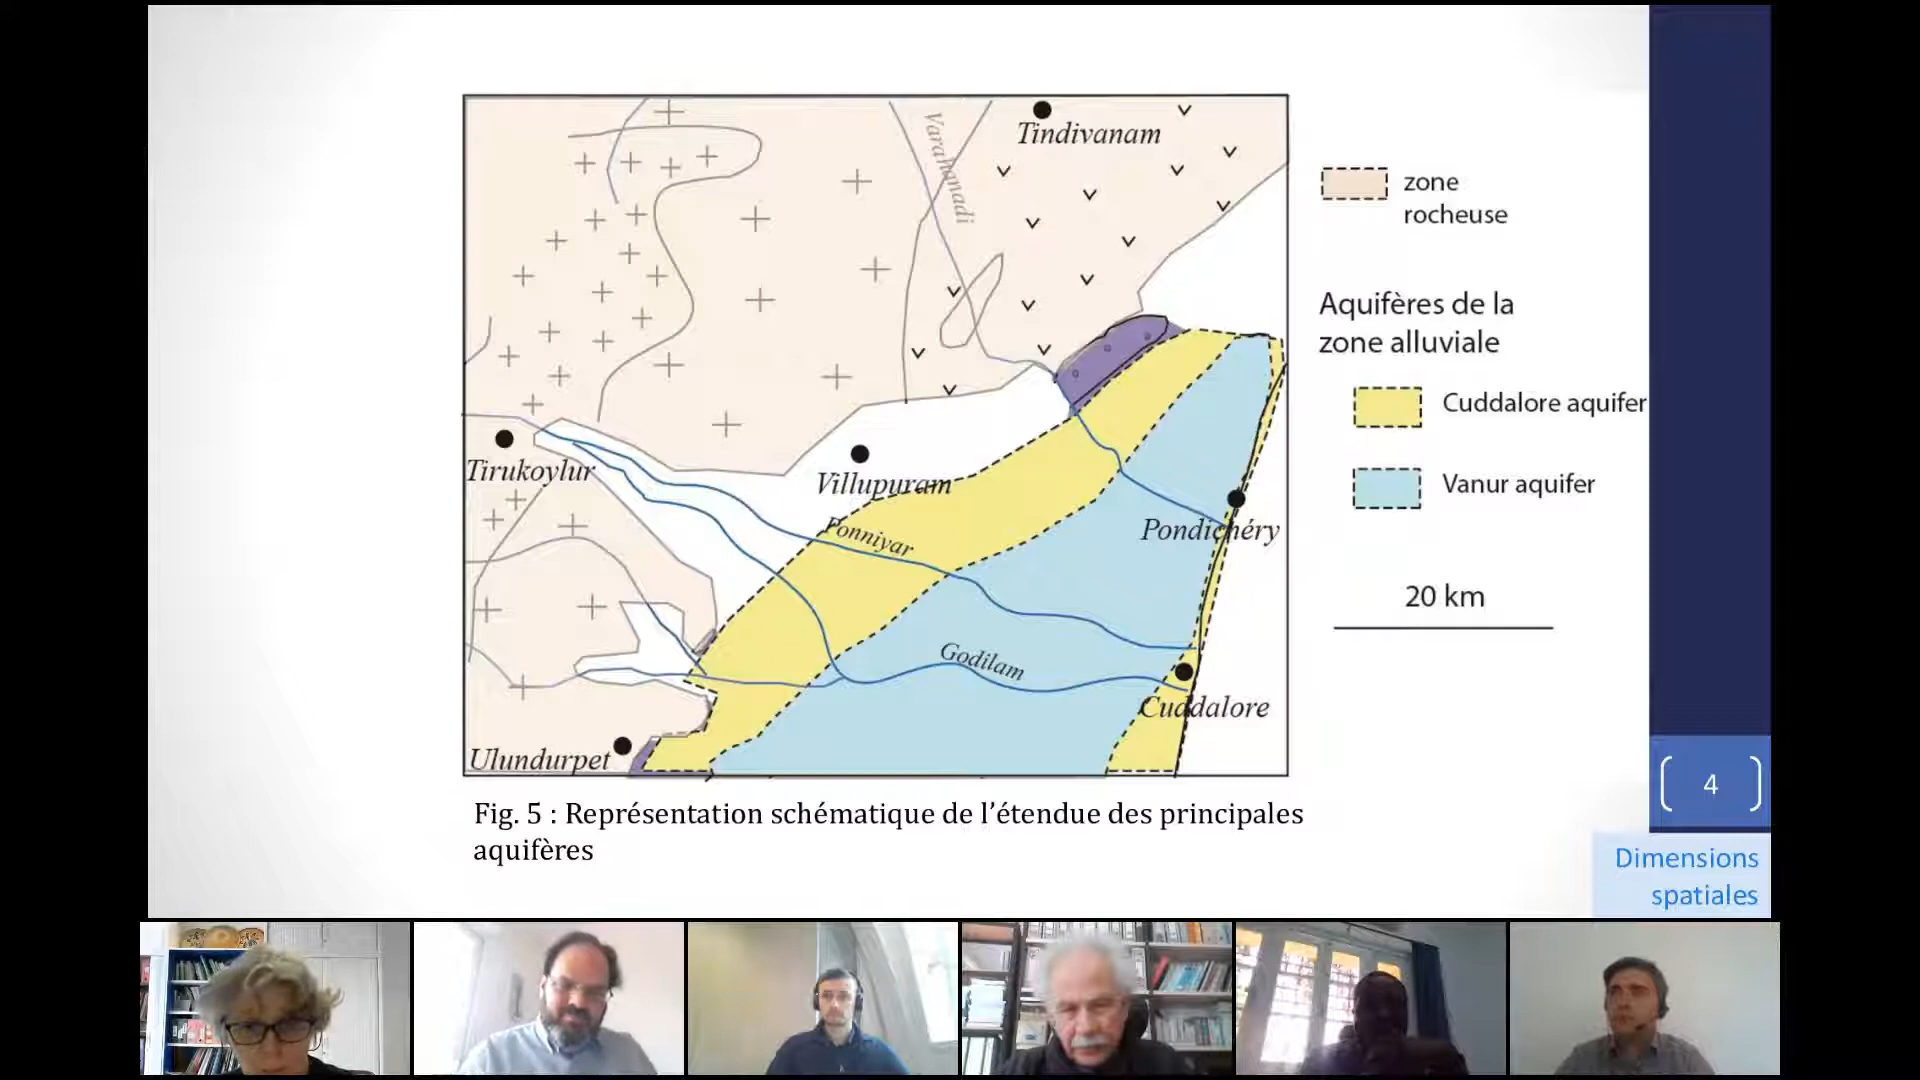 Tindivanam
Varahanadi
zone
rocheuse
Aquifères de la
zone alluviale
Cuddalore aquifer
Vanur aquifer
20 km
Tirukoylur
Villupuram
Ponniyar
Pondichéry
Godilam
Cuddalore
Ulundurpet
Fig. 5 : Représentation schématique de l’étendue des principales
aquifères
4
Dimensions
spatiales